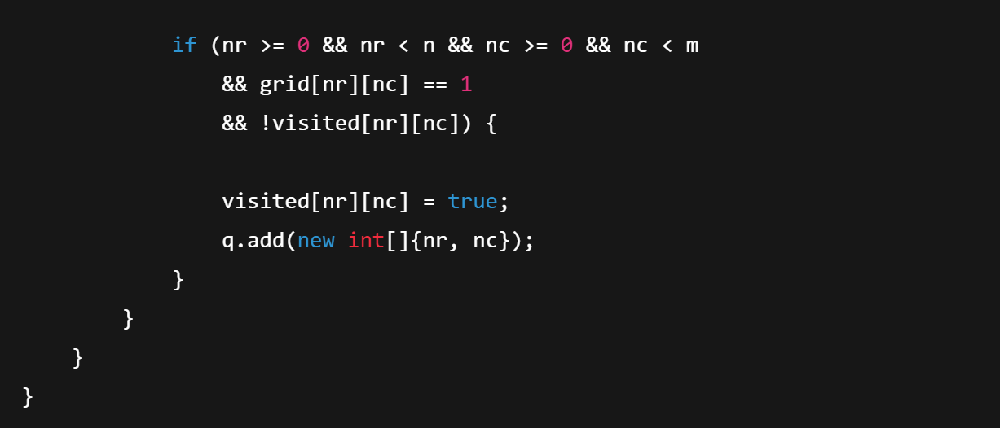 if (nr >= 0 && nr < n && nc >= 0 && nc < m
&& grid[nr][nc] == 1
&& !visited[nr][nc]) {
visited[nr][nc] = true;
q.add(new int[]{nr, nc});
}
}
}
}